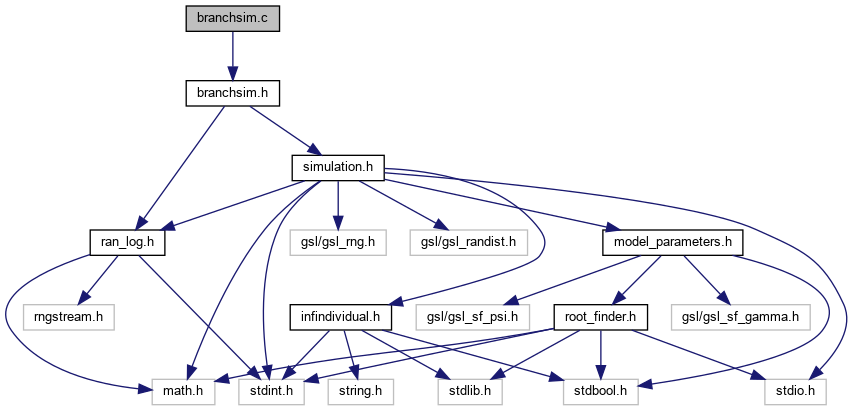 branchsim.c
branchsim.h
simulation.h
ran_log.h
gsl/gsl_rng.h
gsl/gsl_randist.h
model_parameters.h
rngstream.h
infindividual.h
gsl/gsl_sf_psi.h
root_finder.h
gsl/gsl_sf_gamma.h
math.h
stdint.h
string.h
stdlib.h
stdbool.h
stdio.h